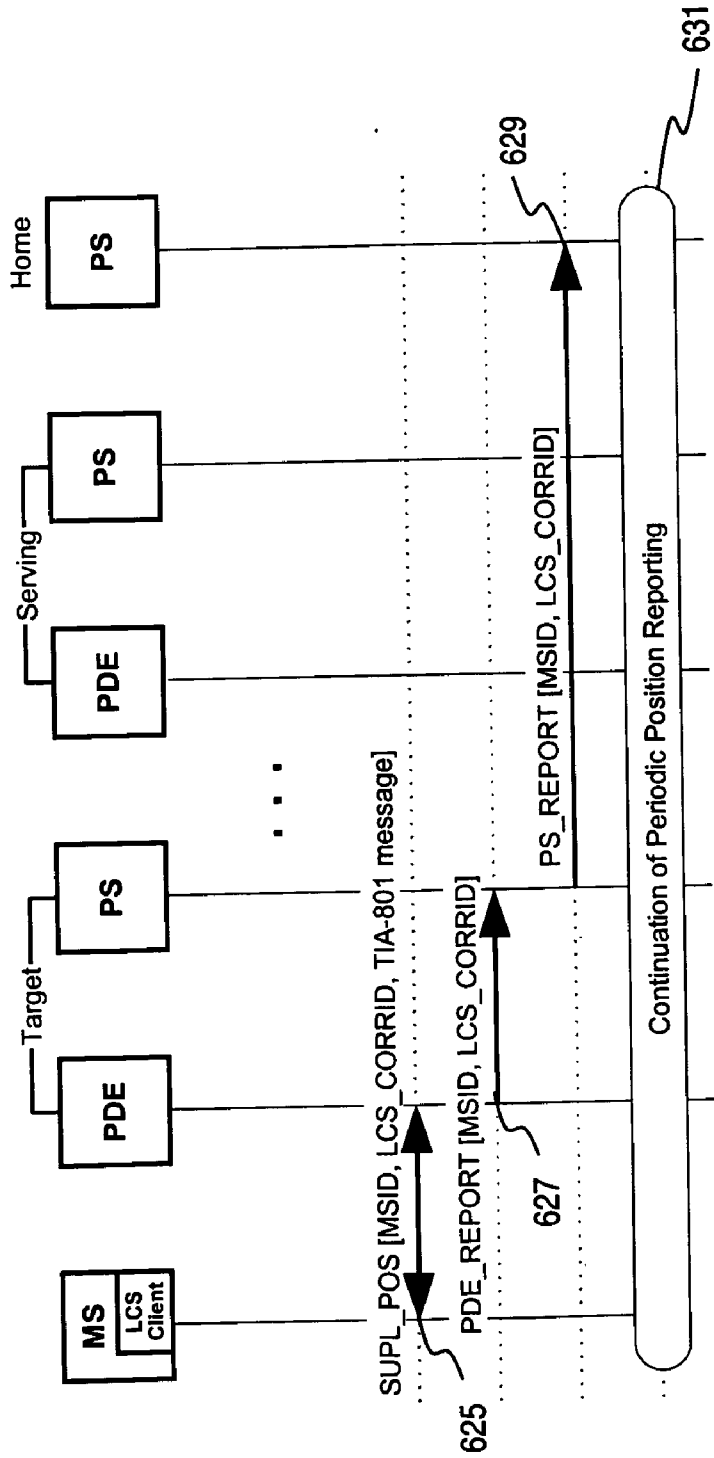 Home
Serving
Target
MS
LCS
Client
PDE
PS
PDE
PS
PS
. . .
SUPL_POS [MSID, LCS_CORRID, TIA-801 message]
625
PDE_REPORT [MSID, LCS_CORRID]
627
PS_REPORT [MSID, LCS_CORRID]
629
Continuation of Periodic Position Reporting
631